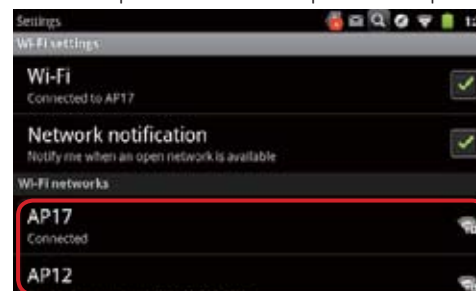 Settings
Wi-Fi settings
Wi-Fi
Connected to AP17
Network notification
Notify me when an open network is available
Wi-Fi networks
AP17
Connected
AP12